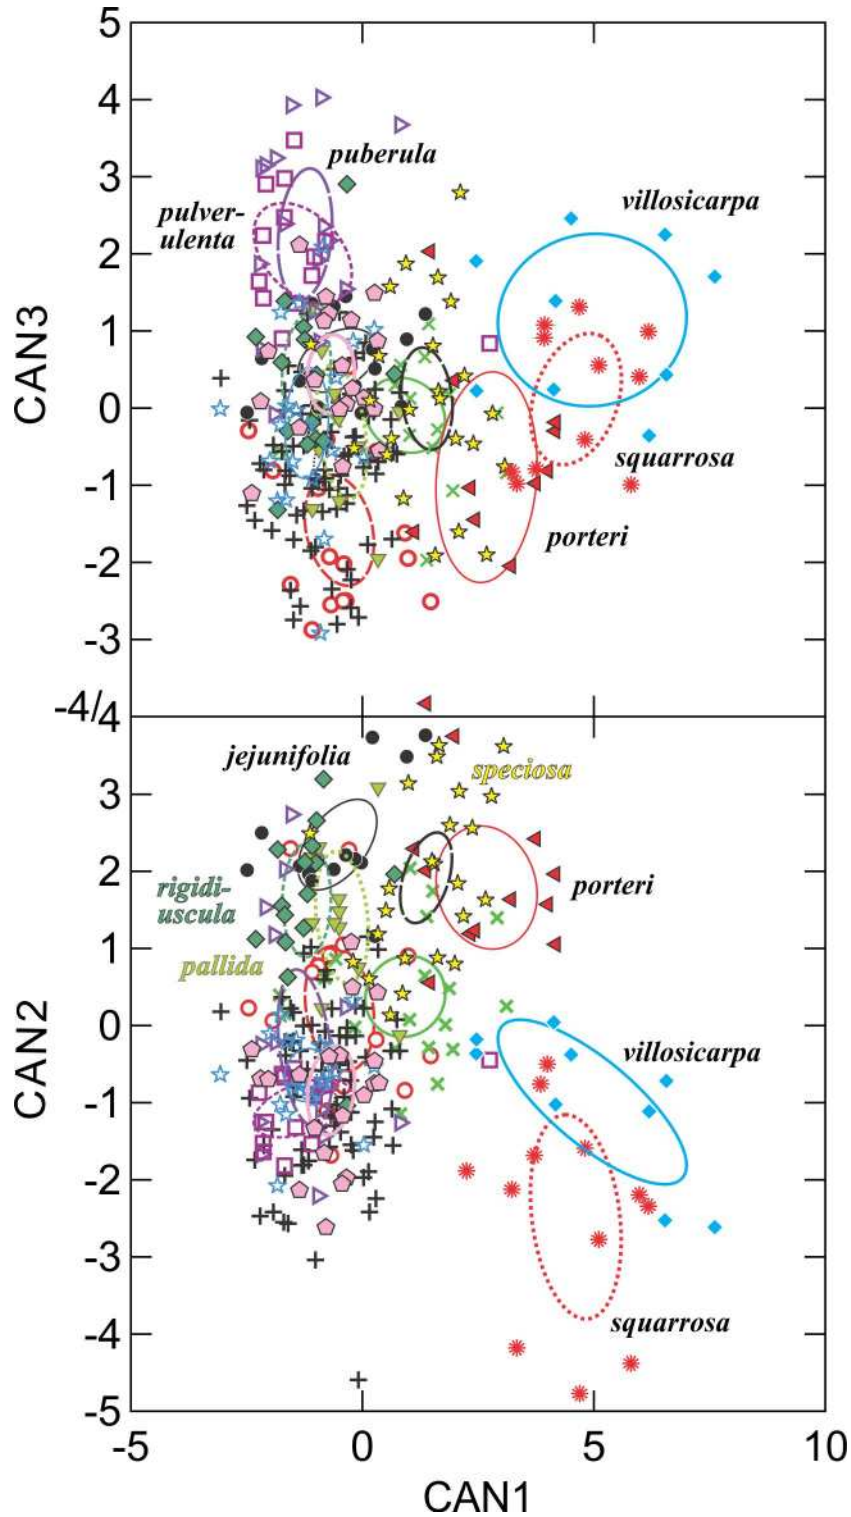 5
4
3
2
1
0
-1
-2
-3
-4/4
CAN3
puberula
villosicarpa
pulver-
ulenta
squarrosa
porteri
jejunifolia
speciosa
3
2
1
0
-1
-2
-3
-4
-5
CAN2
porteri
rigidi-
uscula
pallida
villosicarpa
squarrosa
-5 0 5 10
CAN1